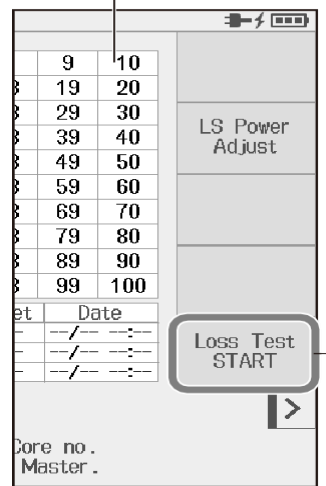 9 10
19 20
29 30
39 40
49 50
59 60
69 70
79 80
89 90
99 100
Date
--/-- --:--
--/-- --:--
--/-- --:--
LS Power
Adjust
Loss Test
START
>
Core no.
Master.